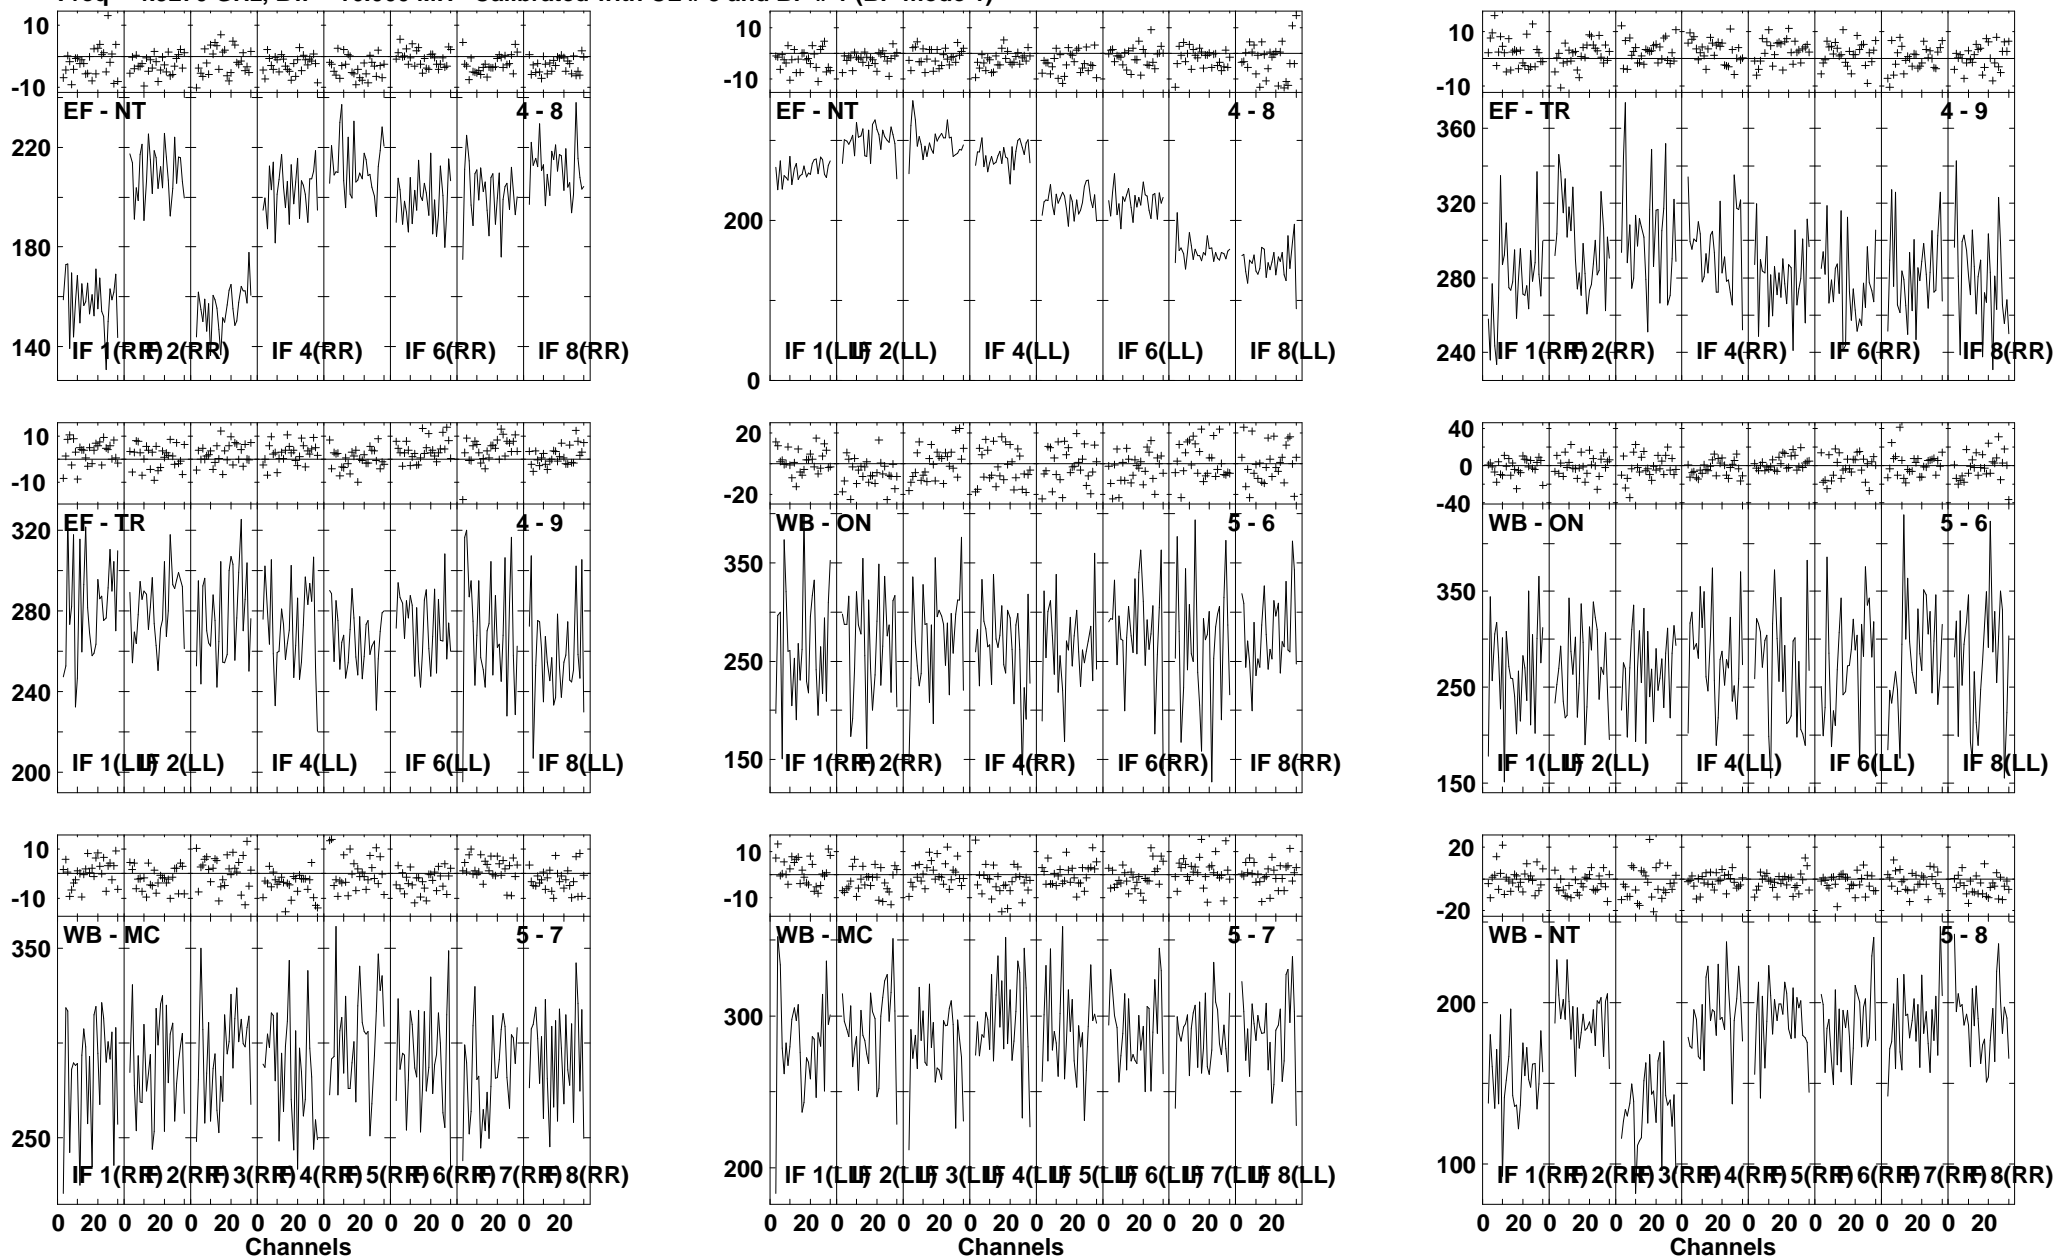 10 10 10
-10 -10 -10
EF - NT 4 - 8 EF - NT 4 - 8 EF - TR 4 - 9
220 360
320
200
180 280
140 IF 1(RR) IF 2(RR) IF 4(RR) IF 6(RR) IF 8(RR) IF 1(LL) IF 2(LL) IF 4(LL) IF 6(LL) IF 8(LL) 240 IF 1(RR) IF 2(RR) IF 4(RR) IF 6(RR) IF 8(RR)
0
10 20 40
0
-10 -20 -40
320 EF - TR 4 - 9 WB - ON 5 - 6 WB - ON 5 - 6
350 350
280
240 250 250
200 IF 1(LL) IF 2(LL) IF 4(LL) IF 6(LL) IF 8(LL) 150 IF 1(RR) IF 2(RR) IF 4(RR) IF 6(RR) IF 8(RR) 150 IF 1(LL) IF 2(LL) IF 4(LL) IF 6(LL) IF 8(LL)
10 10 20
-10 -10 -20
350 WB - MC 5 - 7 WB - MC 5 - 7 WB - NT 5 - 8
300 200
250
IF 1(RR) IF 2(RR) IF 3(RR) IF 4(RR) IF 5(RR) IF 6(RR) IF 7(RR) IF 8(RR) 200 IF 1(LL) IF 2(LL) IF 3(LL) IF 4(LL) IF 5(LL) IF 6(LL) IF 7(LL) IF 8(LL) 100 IF 1(RR) IF 2(RR) IF 3(RR) IF 4(RR) IF 5(RR) IF 6(RR) IF 7(RR) IF 8(RR)
0 20 0 20 0 20 0 20 0 20 0 20 0 20 0 20 0 20 0 20 0 20 0 20 0 20 0 20 0 20 0 20 0 20 0 20 0 20 0 20 0 20 0 20 0 20 0 20
Channels Channels Channels